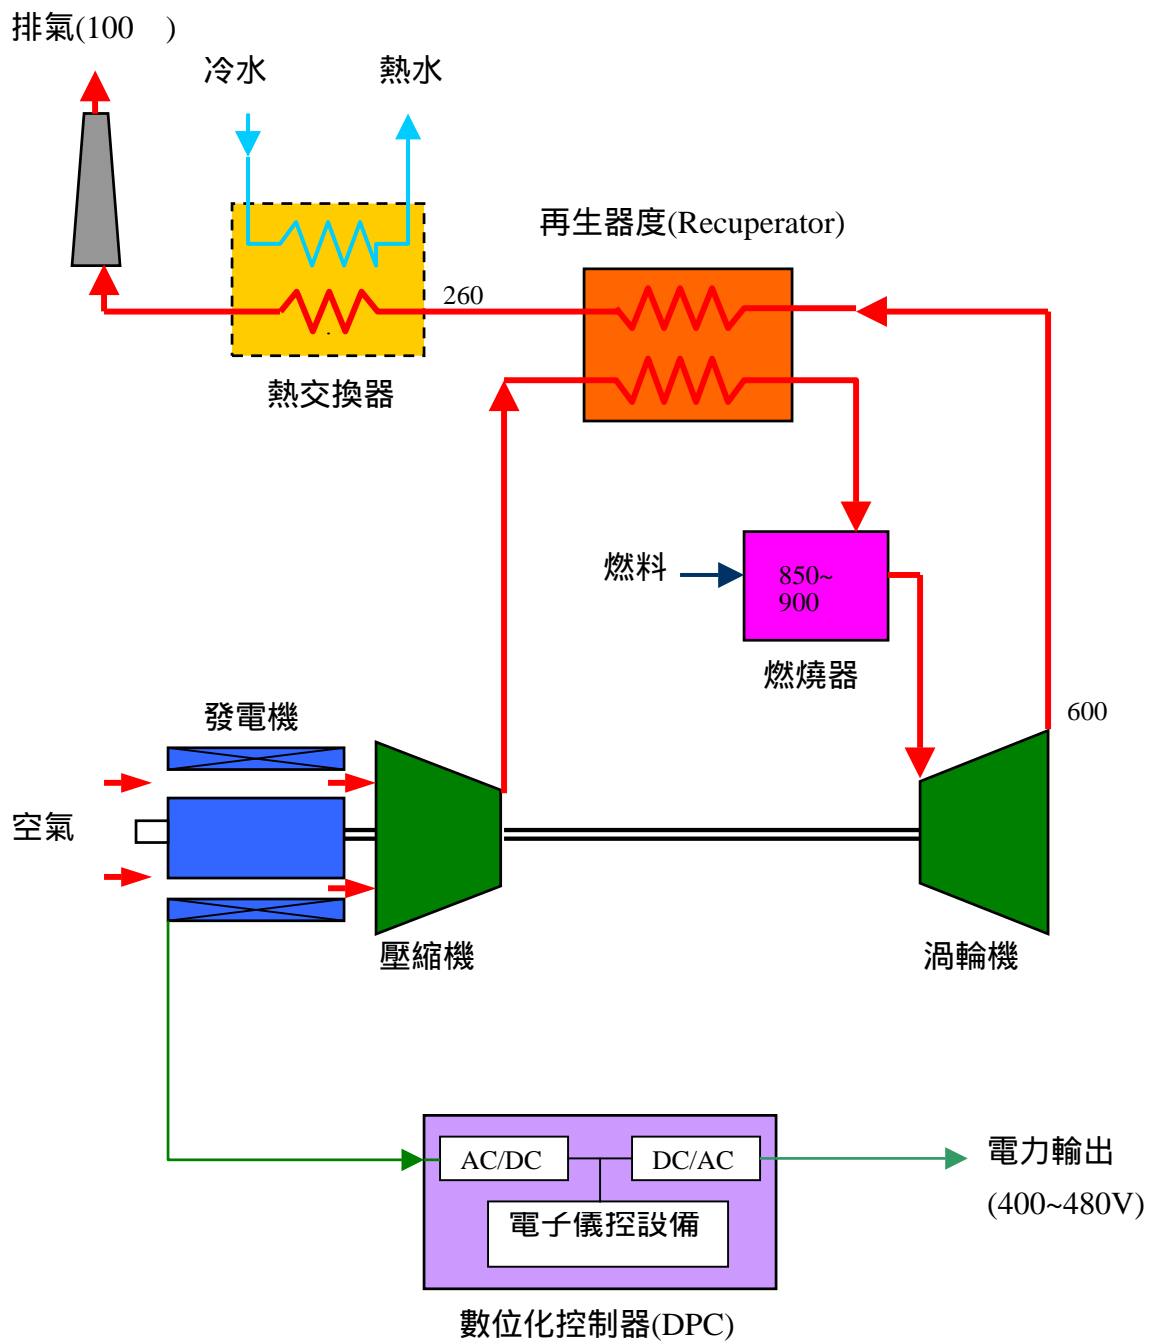 排氣(100 )
冷水
熱水
再生器度(Recuperator)
260
熱交換器
燃料
850~
900
燃燒器
600
發電機
空氣
壓縮機
渦輪機
AC/DC
DC/AC
電子儀控設備
電力輸出
(400~480V)
數位化控制器(DPC)